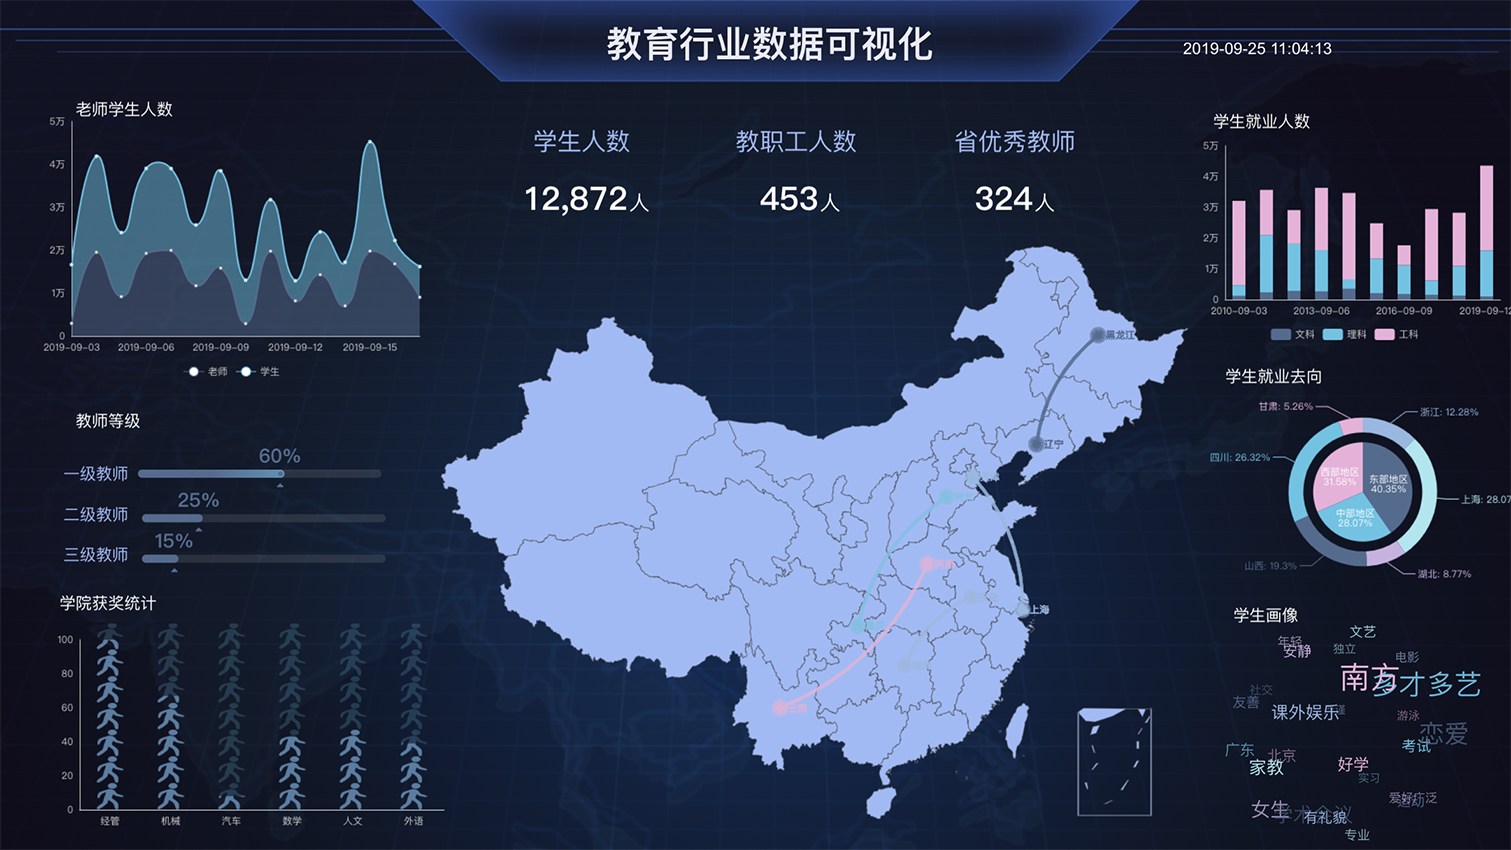 教育行业数据可视化
2019-09-25 11:04:13
老师学生人数
5万
4万
3万
2万
1万
0
2019-09-03 2019-09-06 2019-09-09 2019-09-12 2019-09-15
老师 学生
教师等级
一级教师 60%
二级教师 25%
三级教师 15%
学院获奖统计
100
80
60
40
20
0
经管 机械 汽车 数学 人文 外语
学生人数 教职工人数 省优秀教师
12,872人 453人 324人
黑龙江
辽宁
上海
学生就业人数
5万
4万
3万
2万
1万
0
2010-09-03 2013-09-06 2016-09-09 2019-09-12
文科 理科 工科
学生就业去向
甘肃: 5.26%
浙江: 12.28%
四川: 26.32%
上海: 28.07
山西: 19.3%
湖北: 8.77%
西部地区
31.58%
东部地区
40.35%
中部地区
28.07%
学生画像
文艺
年轻
安静
独立
电影
南方
多才多艺
社交
友善
课外娱乐
游泳
恋爱
考试
广东
北京
家教
好学
实习
爱好广泛
运动
女生
学术会议
有礼貌
专业